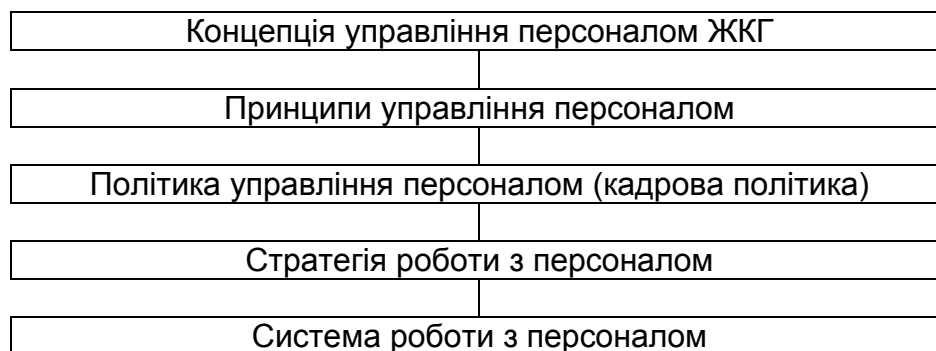 Концепція управління персоналом ЖКГ
Принципи управління персоналом
Політика управління персоналом (кадрова політика)
Стратегія роботи з персоналом
Система роботи з персоналом